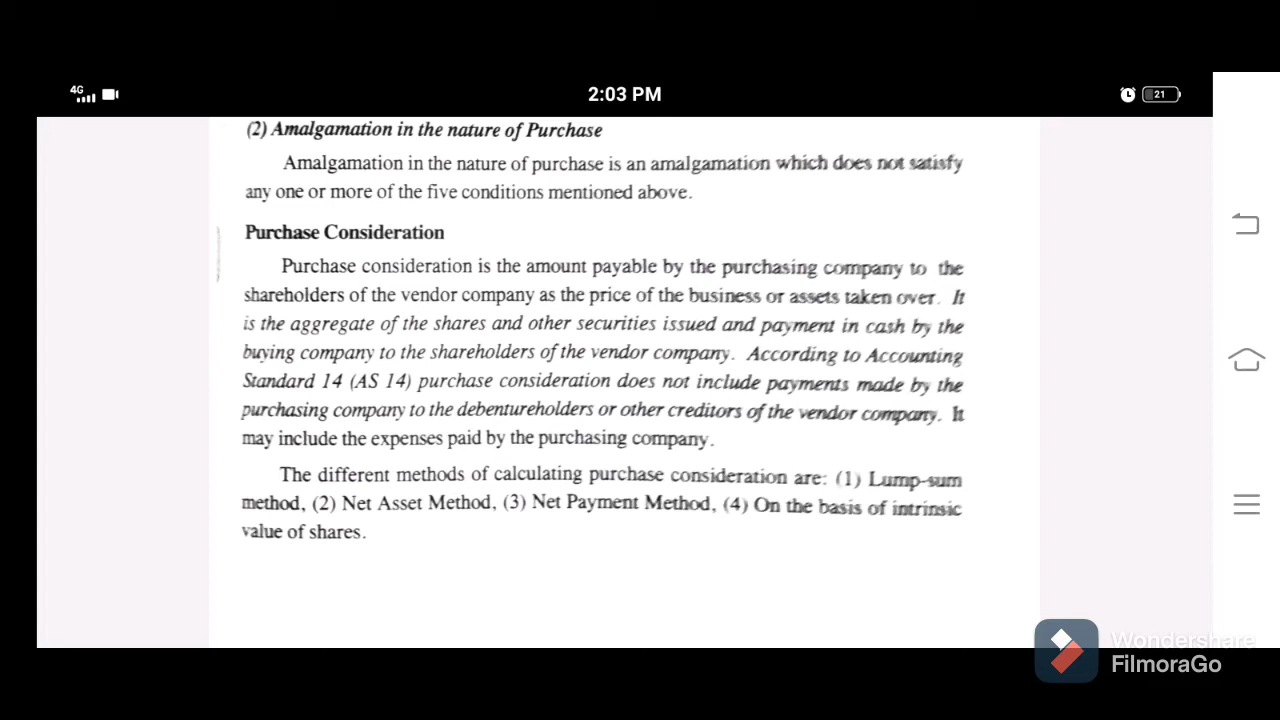 4G
2:03 PM
21
(2) Amalgamation in the nature of Purchase
Amalgamation in the nature of purchase is an amalgamation which does not satisfy
any one or more of the five conditions mentioned above.
Purchase Consideration
Purchase consideration is the amount payable by the purchasing company to the
shareholders of the vendor company as the price of the business or assets taken over. It
is the aggregate of the shares and other securities issued and payment in cash by the
buying company to the shareholders of the vendor company. According to Accounting
Standard 14 (AS 14) purchase consideration does not include payments made by the
purchasing company to the debentureholders or other creditors of the vendor company. It
may include the expenses paid by the purchasing company.
The different methods of calculating purchase consideration are: (1) Lump-sum
method, (2) Net Asset Method, (3) Net Payment Method, (4) On the basis of intrinsic
value of shares.
Wondershare
FilmoraGo